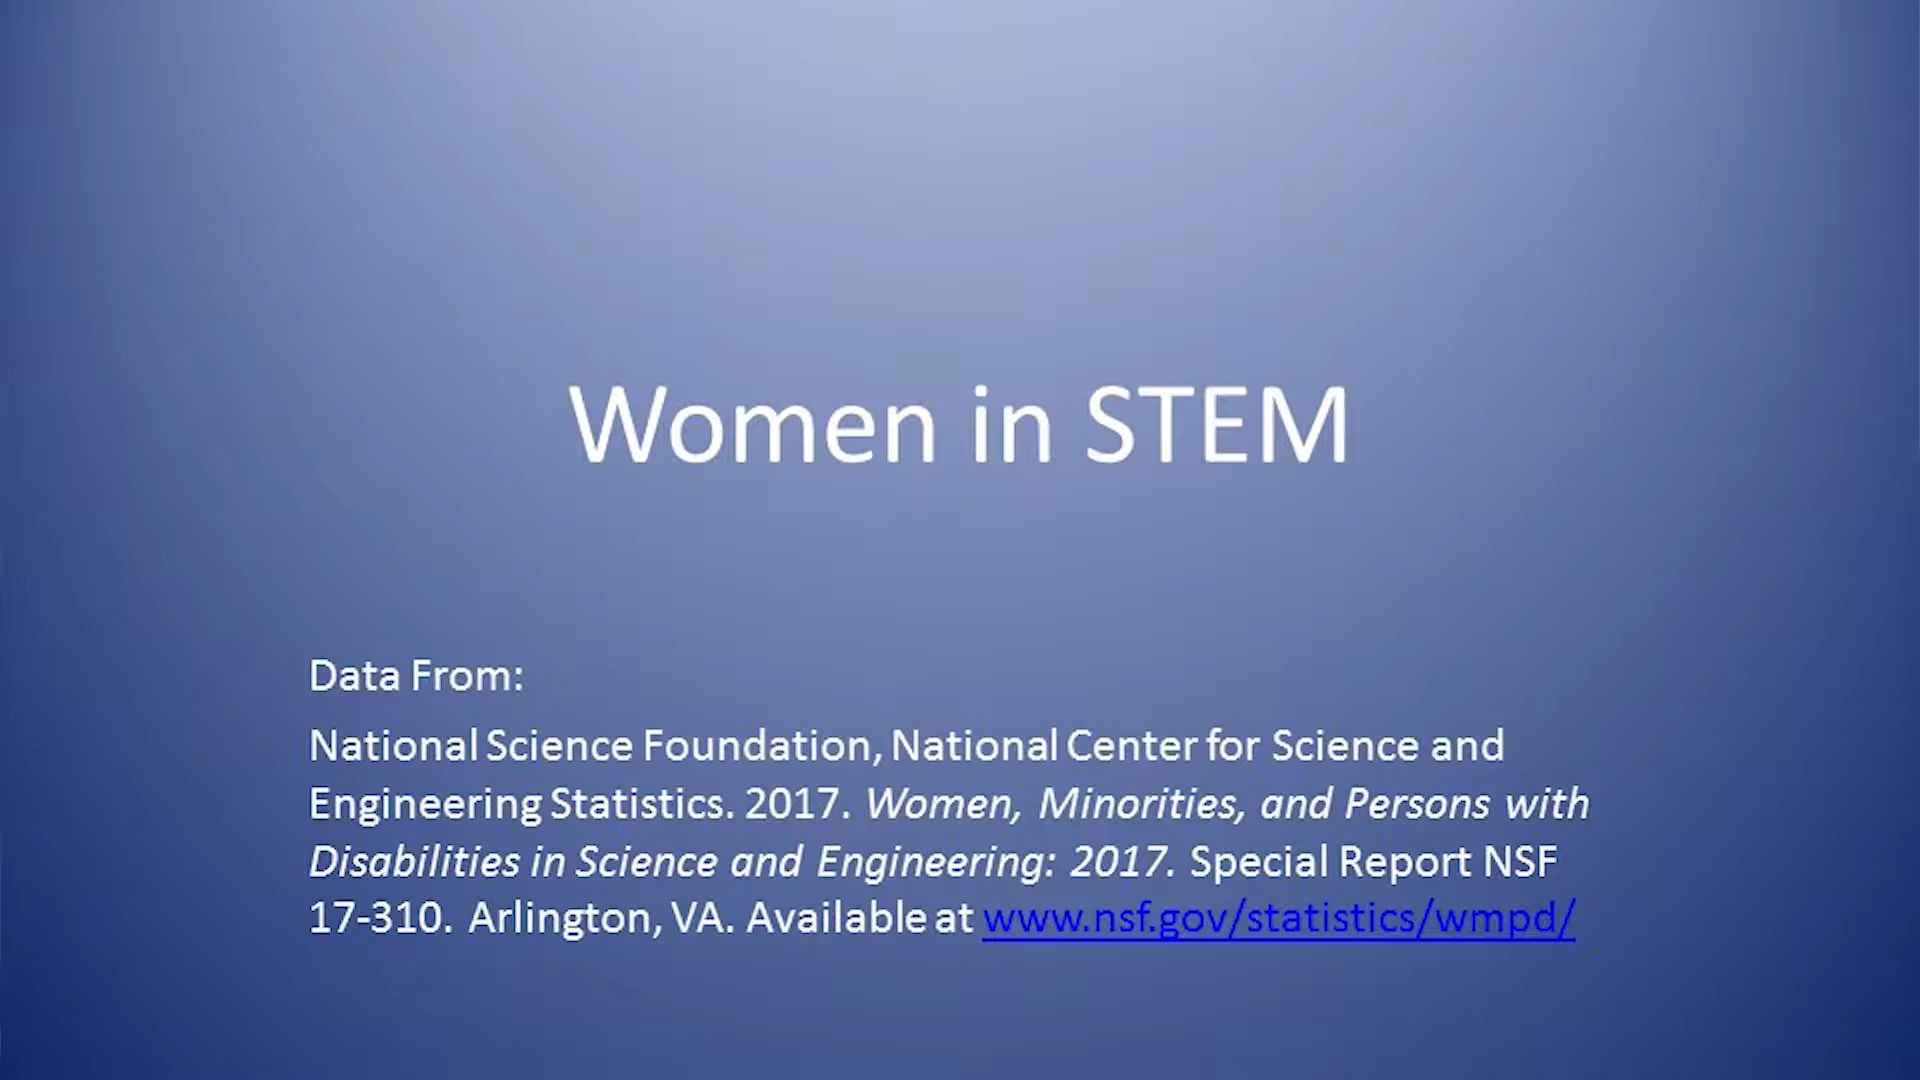 Women in STEM
Data From:
National Science Foundation, National Center for Science and
Engineering Statistics. 2017. Women, Minorities, and Persons with
Disabilities in Science and Engineering: 2017. Special Report NSF
17-310. Arlington, VA. Available at www.nsf.gov/statistics/wmpd/